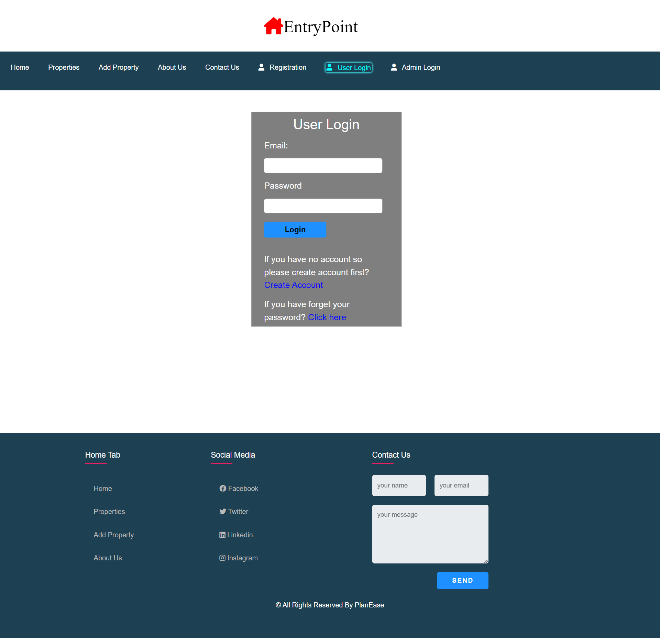 EntryPoint
Home Properties Add Property About Us Contact Us Registration User Login Admin Login
User Login
Email:
Password
Login
If you have no account so
please create account first?
Create Account
If you have forget your
password? Click here
Home Tab
Home
Properties
Add Property
About Us
Social Media
Facebook
Twitter
Linkedin
Instagram
Contact Us
your name your email
your message
SEND
© All Rights Reserved By PlanEase